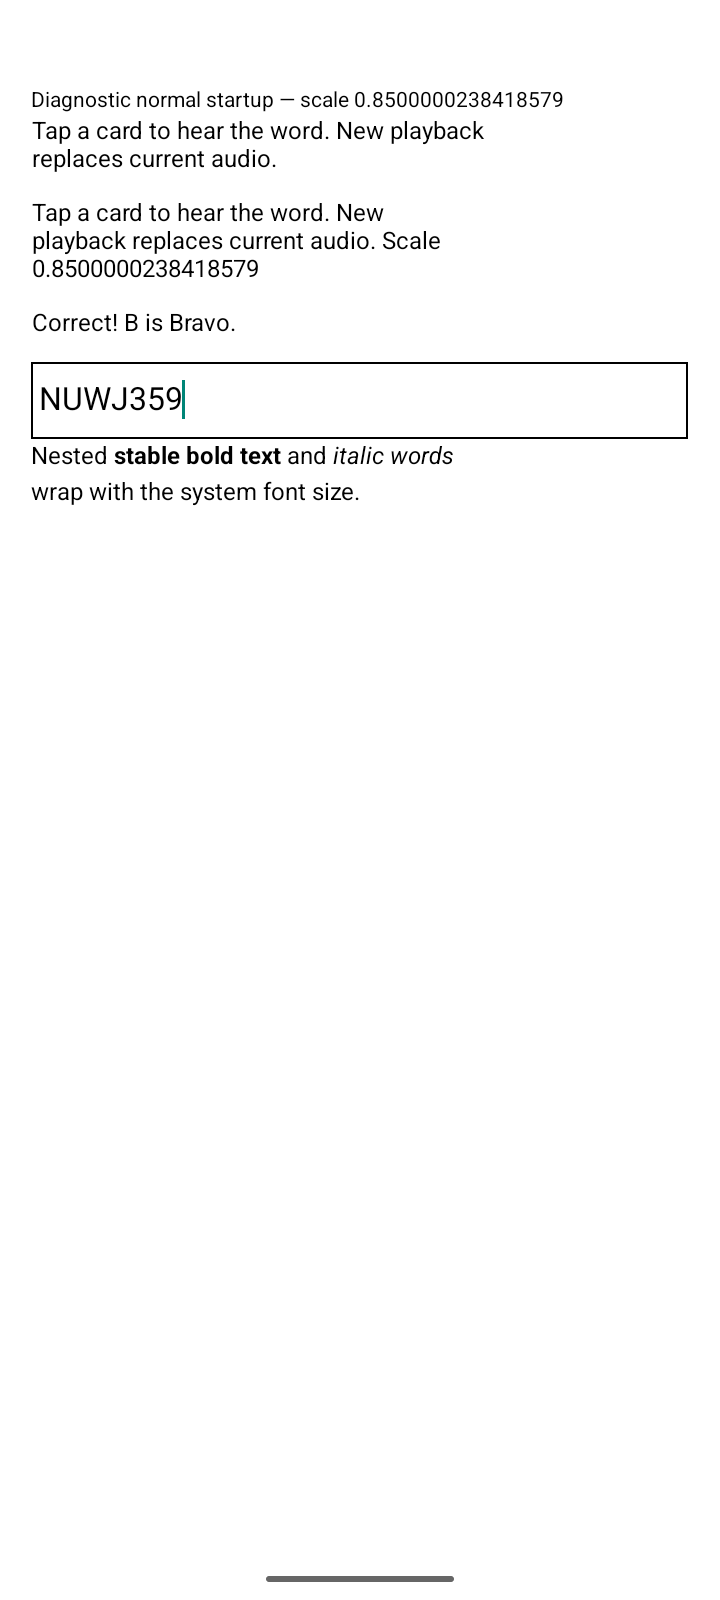 Diagnostic normal startup — scale 0.8500000238418579
Tap a card to hear the word. New playback
replaces current audio.
Tap a card to hear the word. New
playback replaces current audio. Scale
0.8500000238418579
Correct! B is Bravo.
NUWJ359
Nested stable bold text and italic words
wrap with the system font size.